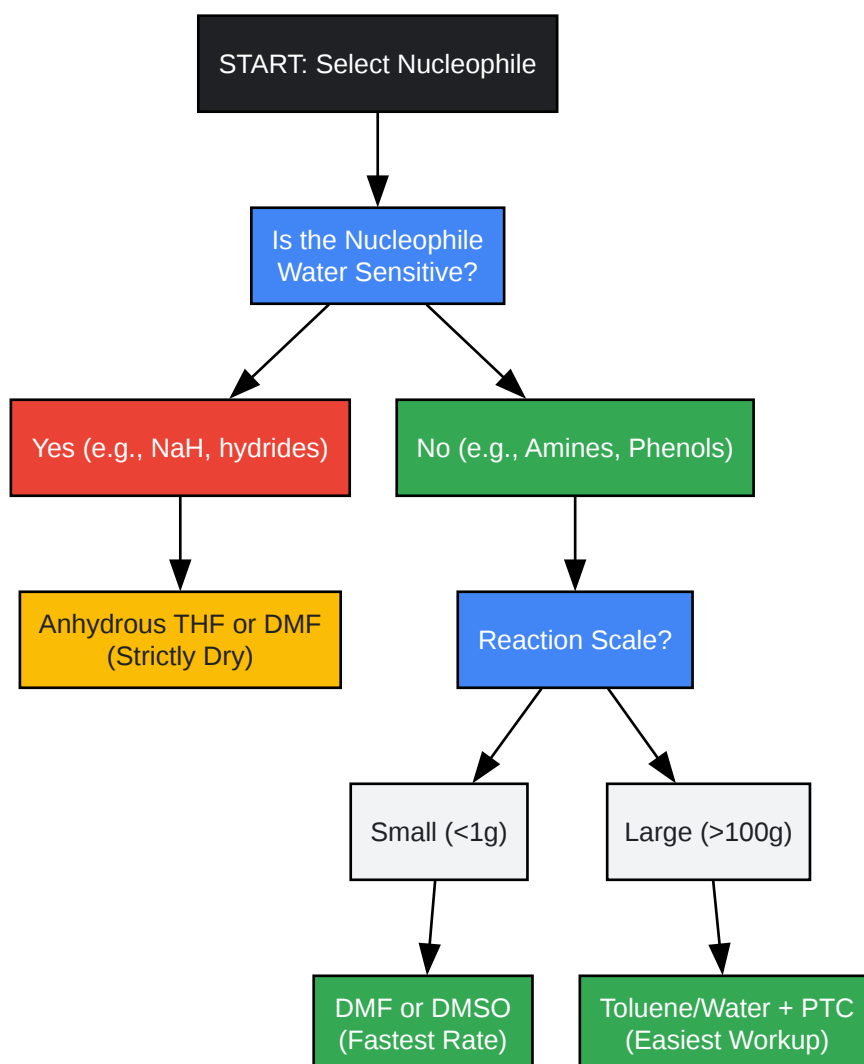 START: Select Nucleophile
Is the Nucleophile
Water Sensitive?
Yes (e.g., NaH, hydrides)
No (e.g., Amines, Phenols)
Anhydrous THF or DMF
(Strictly Dry)
Reaction Scale?
Small (<1g)
Large (>100g)
DMF or DMSO
(Fastest Rate)
Toluene/Water + PTC
(Easiest Workup)